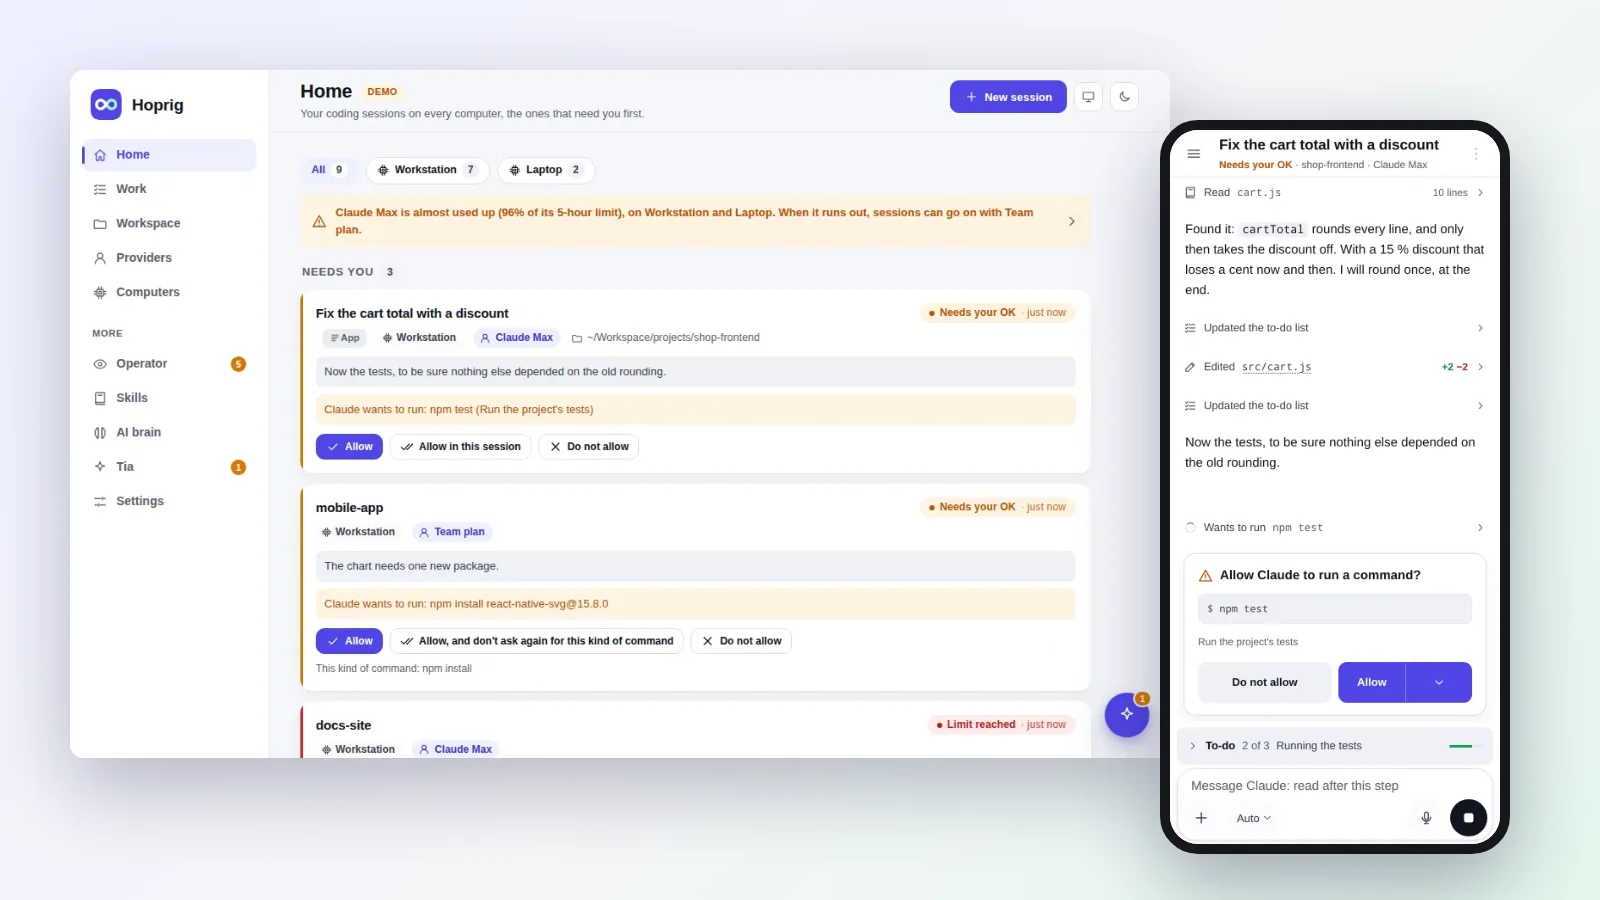 Hoprig
Home
Work
Workspace
Providers
Computers
MORE
Operator 5
Skills
AI brain
Tia 1
Settings
Home DEMO
Your coding sessions on every computer, the ones that need you first.
New session
All 9 Workstation 7 Laptop 2
Claude Max is almost used up (96% of its 5-hour limit), on Workstation and Laptop. When it runs out, sessions can go on with Team
plan.
NEEDS YOU 3
Fix the cart total with a discount
Needs your OK · just now
App Workstation Claude Max ~/Workspace/projects/shop-frontend
Now the tests, to be sure nothing else depended on the old rounding.
Claude wants to run: npm test (Run the project's tests)
Allow Allow in this session Do not allow
mobile-app
Needs your OK · just now
Workstation Team plan
The chart needs one new package.
Claude wants to run: npm install react-native-svg@15.8.0
Allow Allow, and don't ask again for this kind of command Do not allow
This kind of command: npm install
docs-site
Limit reached · just now
Workstation Claude Max
1
Fix the cart total with a discount
Needs your OK · shop-frontend · Claude Max
Read cart.js 10 lines
Found it: cartTotal rounds every line, and only
then takes the discount off. With a 15 % discount that
loses a cent now and then. I will round once, at the
end.
Updated the to-do list
Edited src/cart.js +2 −2
Updated the to-do list
Now the tests, to be sure nothing else depended on
the old rounding.
Wants to run npm test
Allow Claude to run a command?
$ npm test
Run the project's tests
Do not allow Allow
To-do 2 of 3 Running the tests
Message Claude: read after this step
Auto